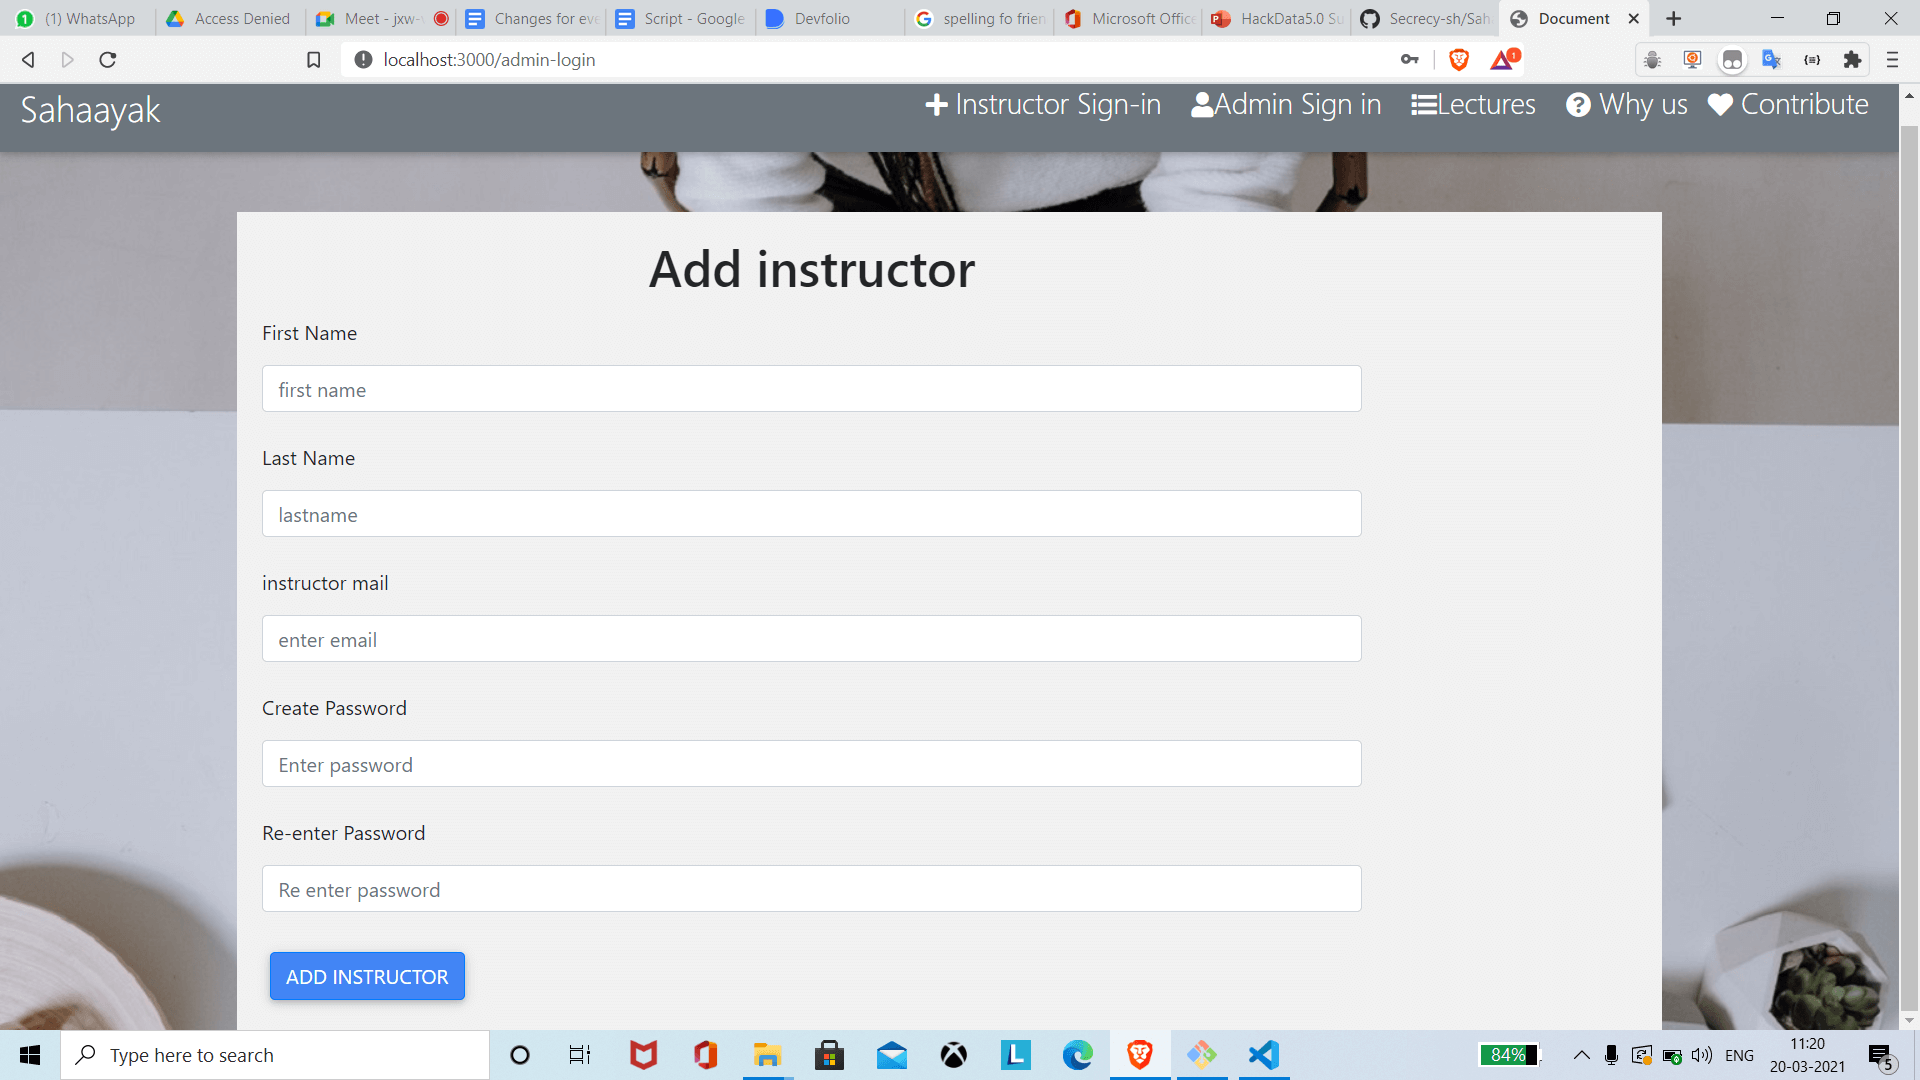 (1) WhatsApp
Access Denied
Meet - jxw-
Changes for eve
Script - Google
Devfolio
spelling fo frien
Microsoft Office
HackData5.0 Su
Secrecy-sh/Sah
Document
localhost:3000/admin-login
1
Sahaayak
Instructor Sign-in
Admin Sign in
Lectures
Why us
Contribute
Add instructor
First Name
first name
Last Name
lastname
instructor mail
enter email
Create Password
Enter password
Re-enter Password
Re enter password
ADD INSTRUCTOR
Type here to search
84%
ENG
11:20
20-03-2021
5